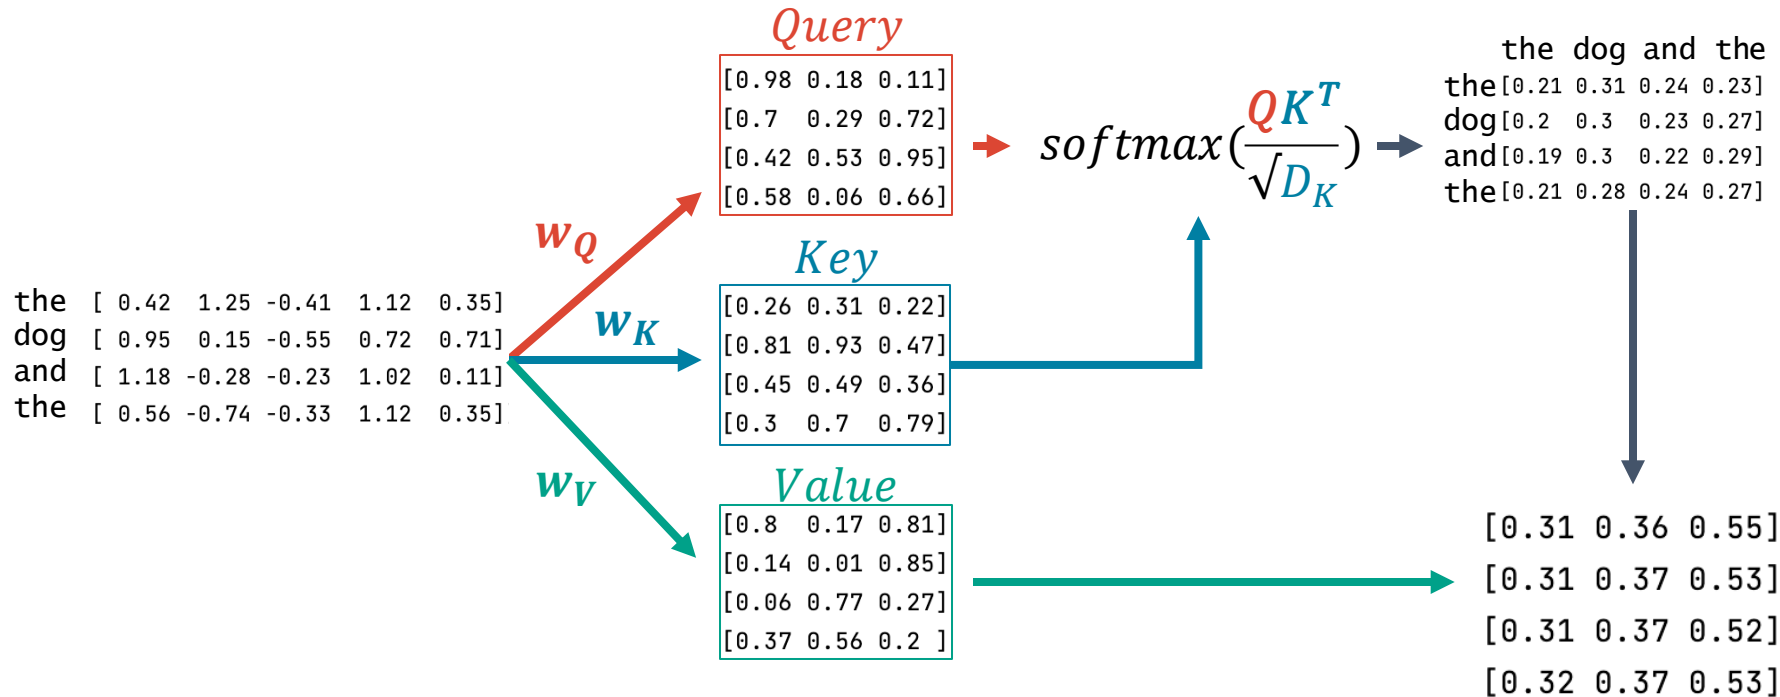 the [ 0.42 1.25 -0.41 1.12 0.35]
dog [ 0.95 0.15 -0.55 0.72 0.71]
and [ 1.18 -0.28 -0.23 1.02 0.11]
the [ 0.56 -0.74 -0.33 1.12 0.35]
w_Q
w_K
w_V
Query
[0.98 0.18 0.11]
[0.7 0.29 0.72]
[0.42 0.53 0.95]
[0.58 0.06 0.66]
Key
[0.26 0.31 0.22]
[0.81 0.93 0.47]
[0.45 0.49 0.36]
[0.3 0.7 0.79]
Value
[0.8 0.17 0.81]
[0.14 0.01 0.85]
[0.06 0.77 0.27]
[0.37 0.56 0.2 ]
softmax(QK^T/√D_K)
the dog and the
the[0.21 0.31 0.24 0.23]
dog[0.2 0.3 0.23 0.27]
and[0.19 0.3 0.22 0.29]
the[0.21 0.28 0.24 0.27]
[0.31 0.36 0.55]
[0.31 0.37 0.53]
[0.31 0.37 0.52]
[0.32 0.37 0.53]